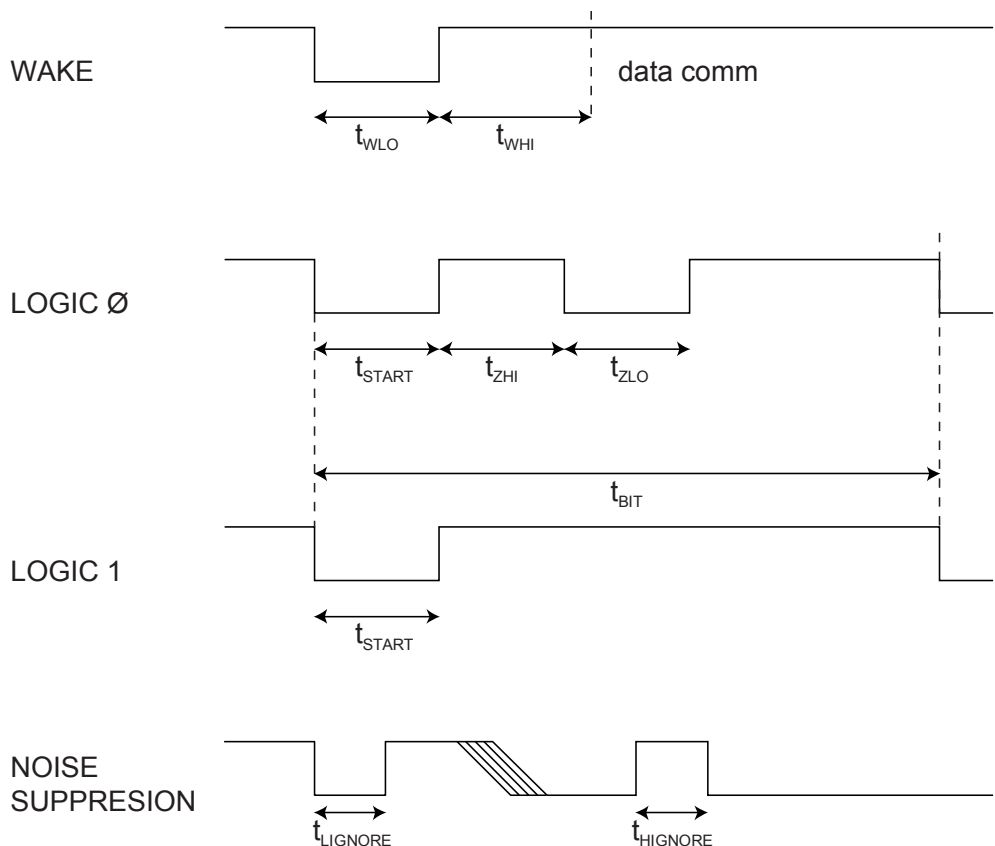 WAKE
data comm
tWLO
tWHI
LOGIC Ø
tSTART
tZHI
tZLO
tBIT
LOGIC 1
tSTART
NOISE
SUPPRESION
tLIGNORE
tHIGNORE